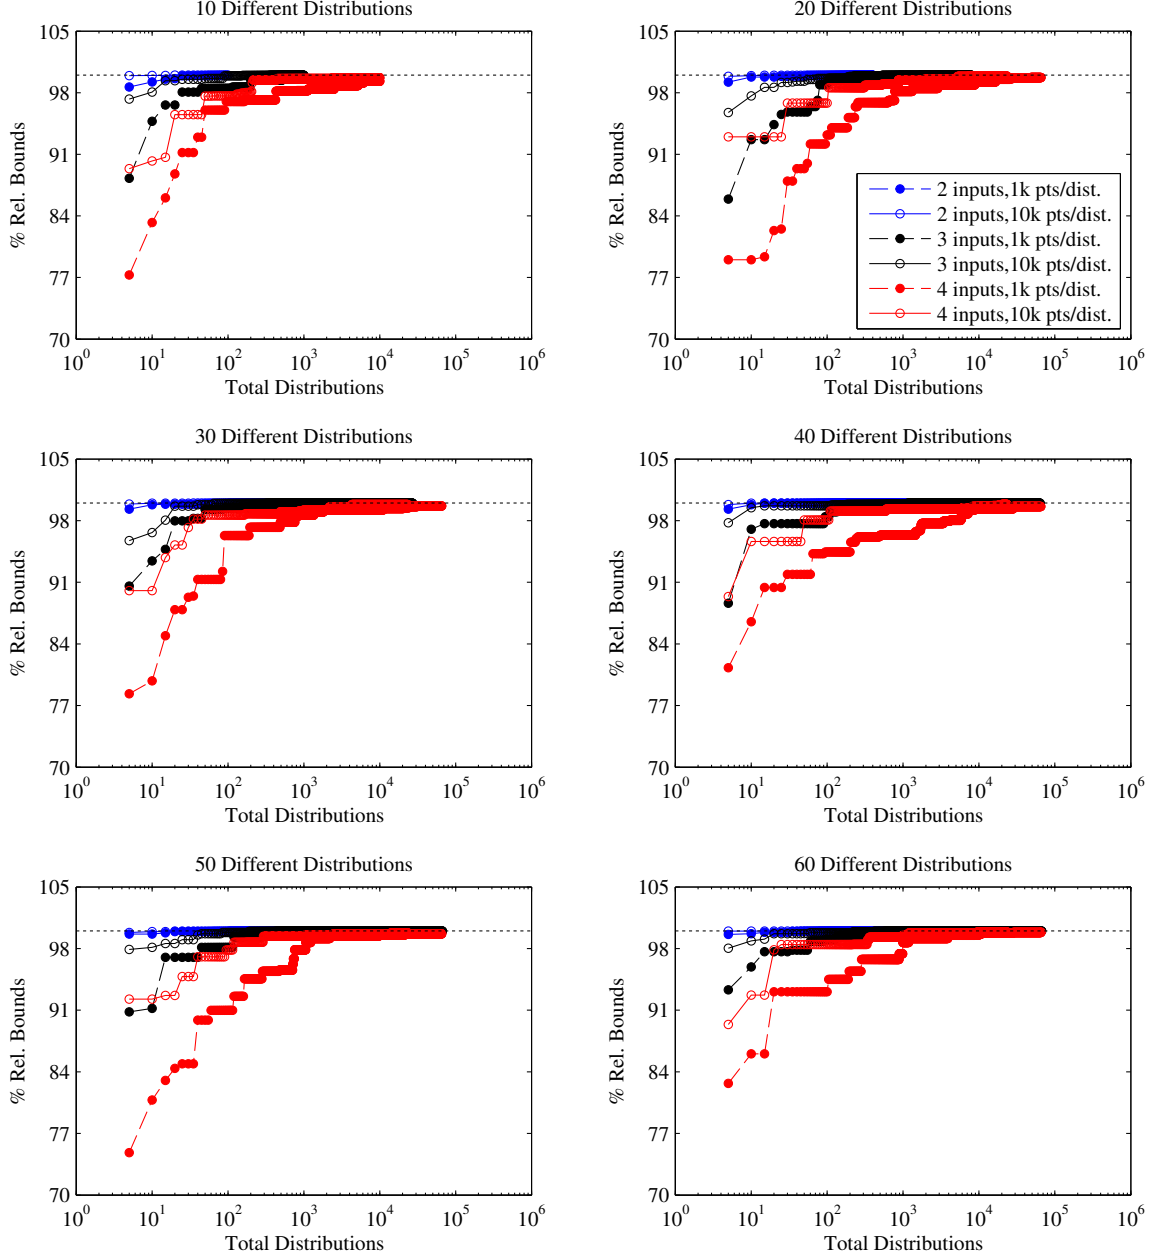 10 Different Distributions
105
98
91
84
77
70
% Rel. Bounds
10^0 10^1 10^2 10^3 10^4 10^5 10^6
Total Distributions
20 Different Distributions
105
98
91
84
77
70
% Rel. Bounds
2 inputs,1k pts/dist.
2 inputs,10k pts/dist.
3 inputs,1k pts/dist.
3 inputs,10k pts/dist.
4 inputs,1k pts/dist.
4 inputs,10k pts/dist.
10^0 10^1 10^2 10^3 10^4 10^5 10^6
Total Distributions
30 Different Distributions
105
98
91
84
77
70
% Rel. Bounds
10^0 10^1 10^2 10^3 10^4 10^5 10^6
Total Distributions
40 Different Distributions
105
98
91
84
77
70
% Rel. Bounds
10^0 10^1 10^2 10^3 10^4 10^5 10^6
Total Distributions
50 Different Distributions
105
98
91
84
77
70
% Rel. Bounds
10^0 10^1 10^2 10^3 10^4 10^5 10^6
Total Distributions
60 Different Distributions
105
98
91
84
77
70
% Rel. Bounds
10^0 10^1 10^2 10^3 10^4 10^5 10^6
Total Distributions